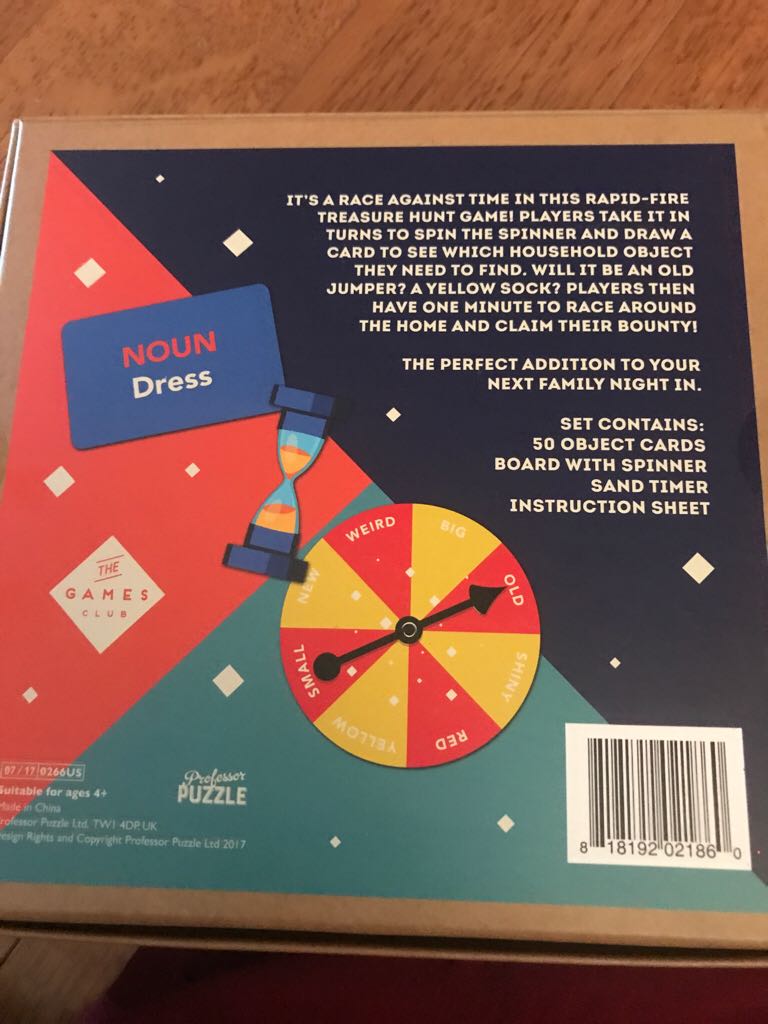 IT'S A RACE AGAINST TIME IN THIS RAPID-FIRE
TREASURE HUNT GAME! PLAYERS TAKE IT IN
TURNS TO SPIN THE SPINNER AND DRAW A
CARD TO SEE WHICH HOUSEHOLD OBJECT
THEY NEED TO FIND. WILL IT BE AN OLD
JUMPER? A YELLOW SOCK? PLAYERS THEN
HAVE ONE MINUTE TO RACE AROUND
THE HOME AND CLAIM THEIR BOUNTY!
THE PERFECT ADDITION TO YOUR
NEXT FAMILY NIGHT IN.
SET CONTAINS:
50 OBJECT CARDS
BOARD WITH SPINNER
SAND TIMER
INSTRUCTION SHEET
NOUN
Dress
WEIRD
BIG
OLD
SHINY
RED
YELLOW
SMALL
NEW
THE
GAMES
CLUB
07/17 0266US
Suitable for ages 4+
Made in China
Professor Puzzle Ltd, TW1 4DP. UK
Design Rights and Copyright Professor Puzzle Ltd 2017
Professor
PUZZLE
8 18192 02186 0